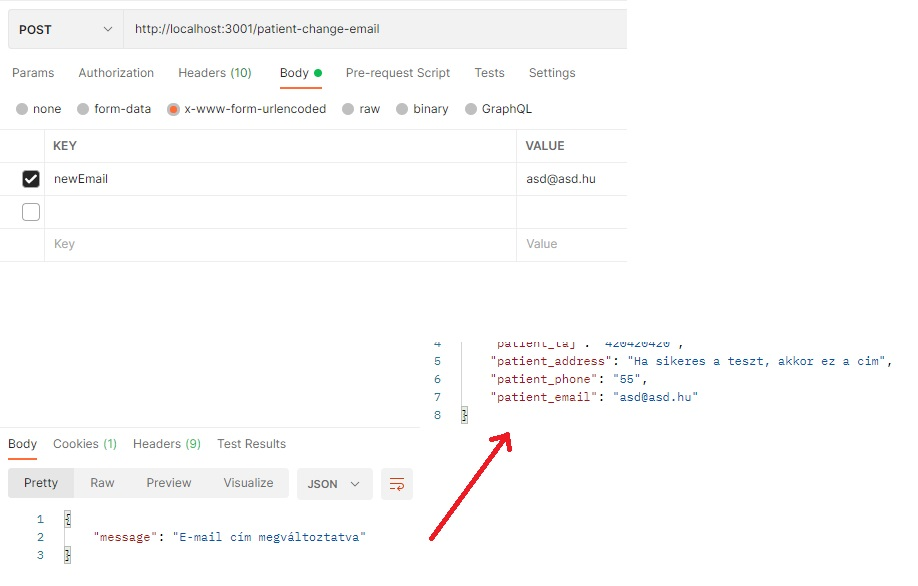 POST http://localhost:3001/patient-change-email
Params Authorization Headers (10) Body Pre-request Script Tests Settings
none form-data x-www-form-urlencoded raw binary GraphQL
KEY VALUE
newEmail asd@asd.hu
Key Value
4 "patient_taj": "420420420",
5 "patient_address": "Ha sikeres a teszt, akkor ez a cim",
6 "patient_phone": "55",
7 "patient_email": "asd@asd.hu"
8 }
Body Cookies (1) Headers (9) Test Results
Pretty Raw Preview Visualize JSON
1 {
2 "message": "E-mail cím megváltoztatva"
3 }